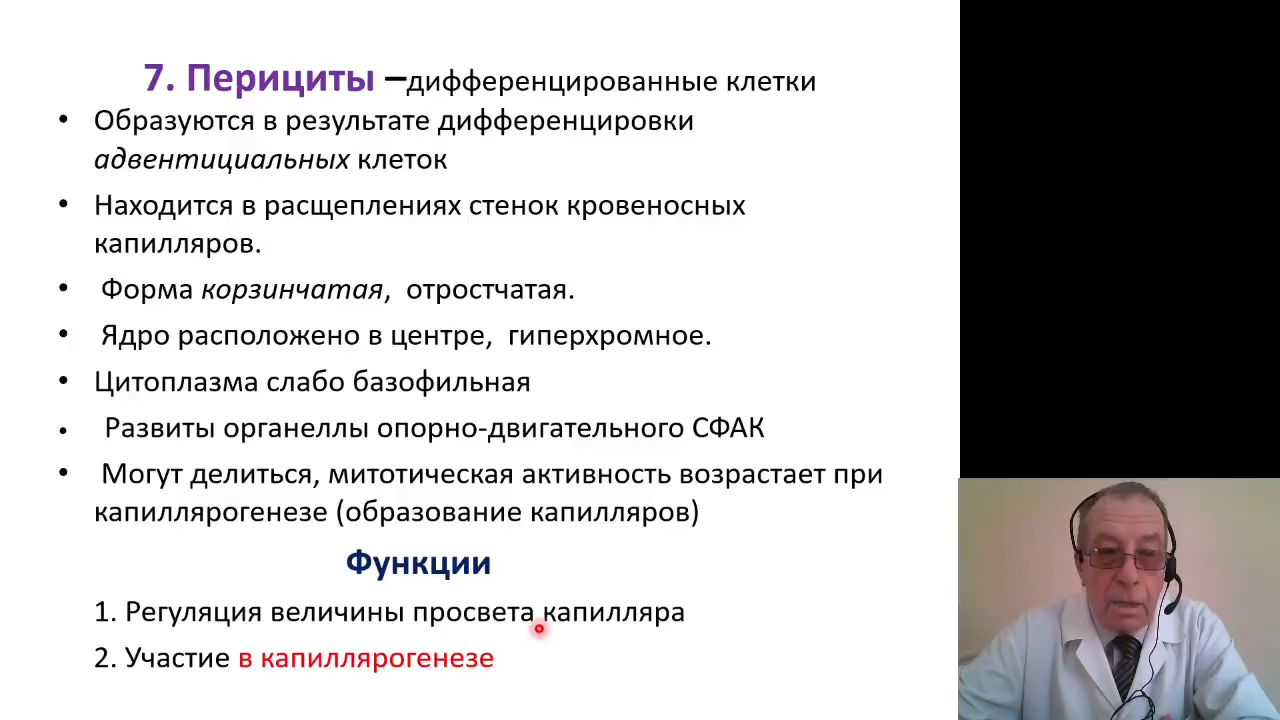 7. Перициты –дифференцированные клетки
• Образуются в результате дифференцировки
адвентициальных клеток
• Находится в расщеплениях стенок кровеносных
капилляров.
• Форма корзинчатая, отростчатая.
• Ядро расположено в центре, гиперхромное.
• Цитоплазма слабо базофильная
• Развиты органеллы опорно-двигательного СФАК
• Могут делиться, митотическая активность возрастает при
капиллярогенезе (образование капилляров)
Функции
1. Регуляция величины просвета капилляра
2. Участие в капиллярогенезе